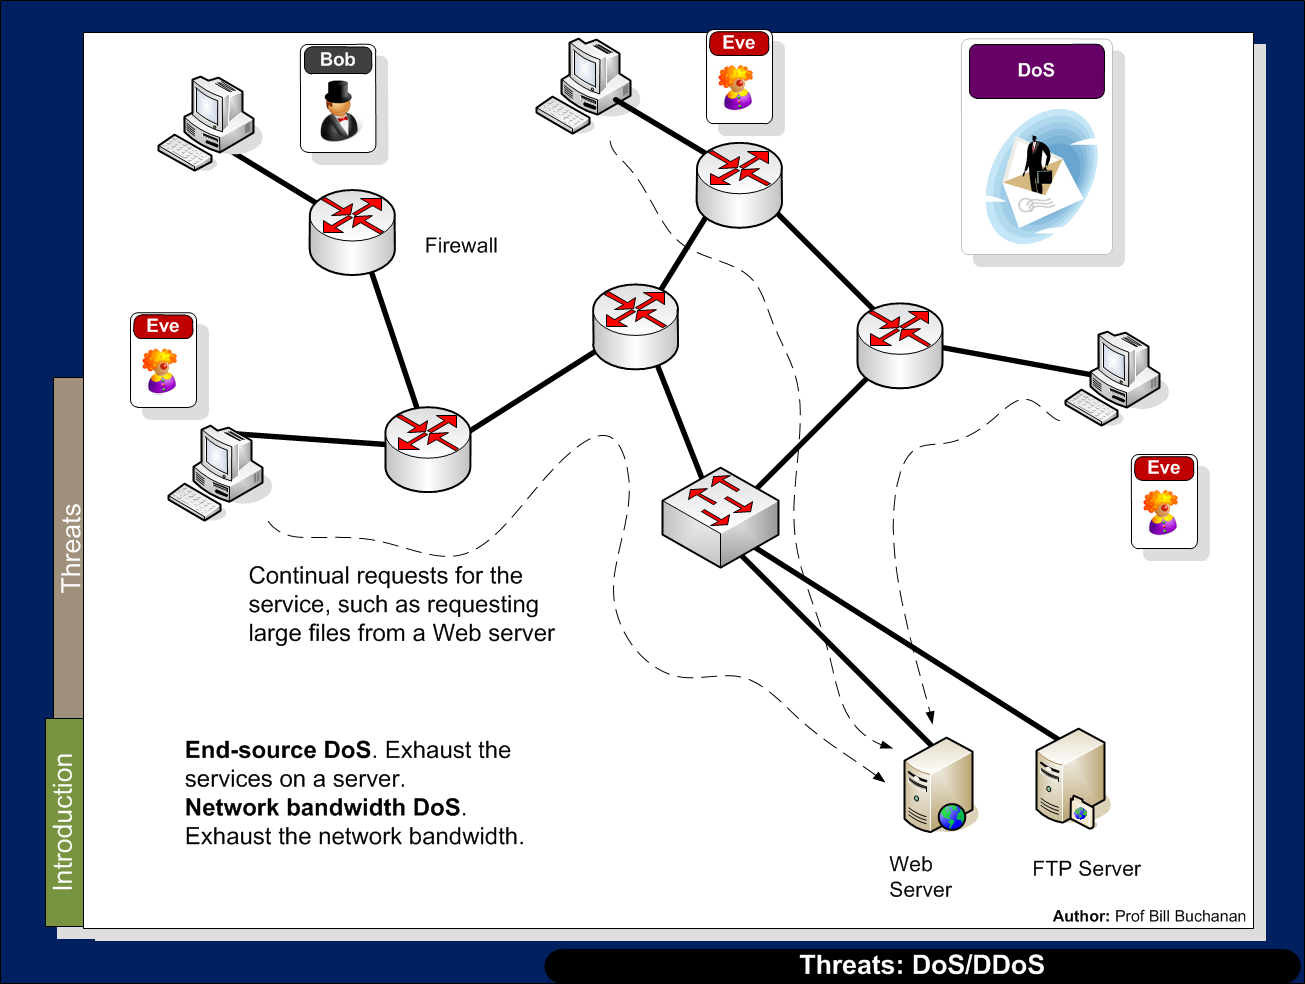 Bob
Eve
DoS
Firewall
Eve
Eve
Threats
Continual requests for the
service, such as requesting
large files from a Web server
End-source DoS. Exhaust the
services on a server.
Network bandwidth DoS.
Exhaust the network bandwidth.
Introduction
Web
Server
FTP Server
Author: Prof Bill Buchanan
Threats: DoS/DDoS